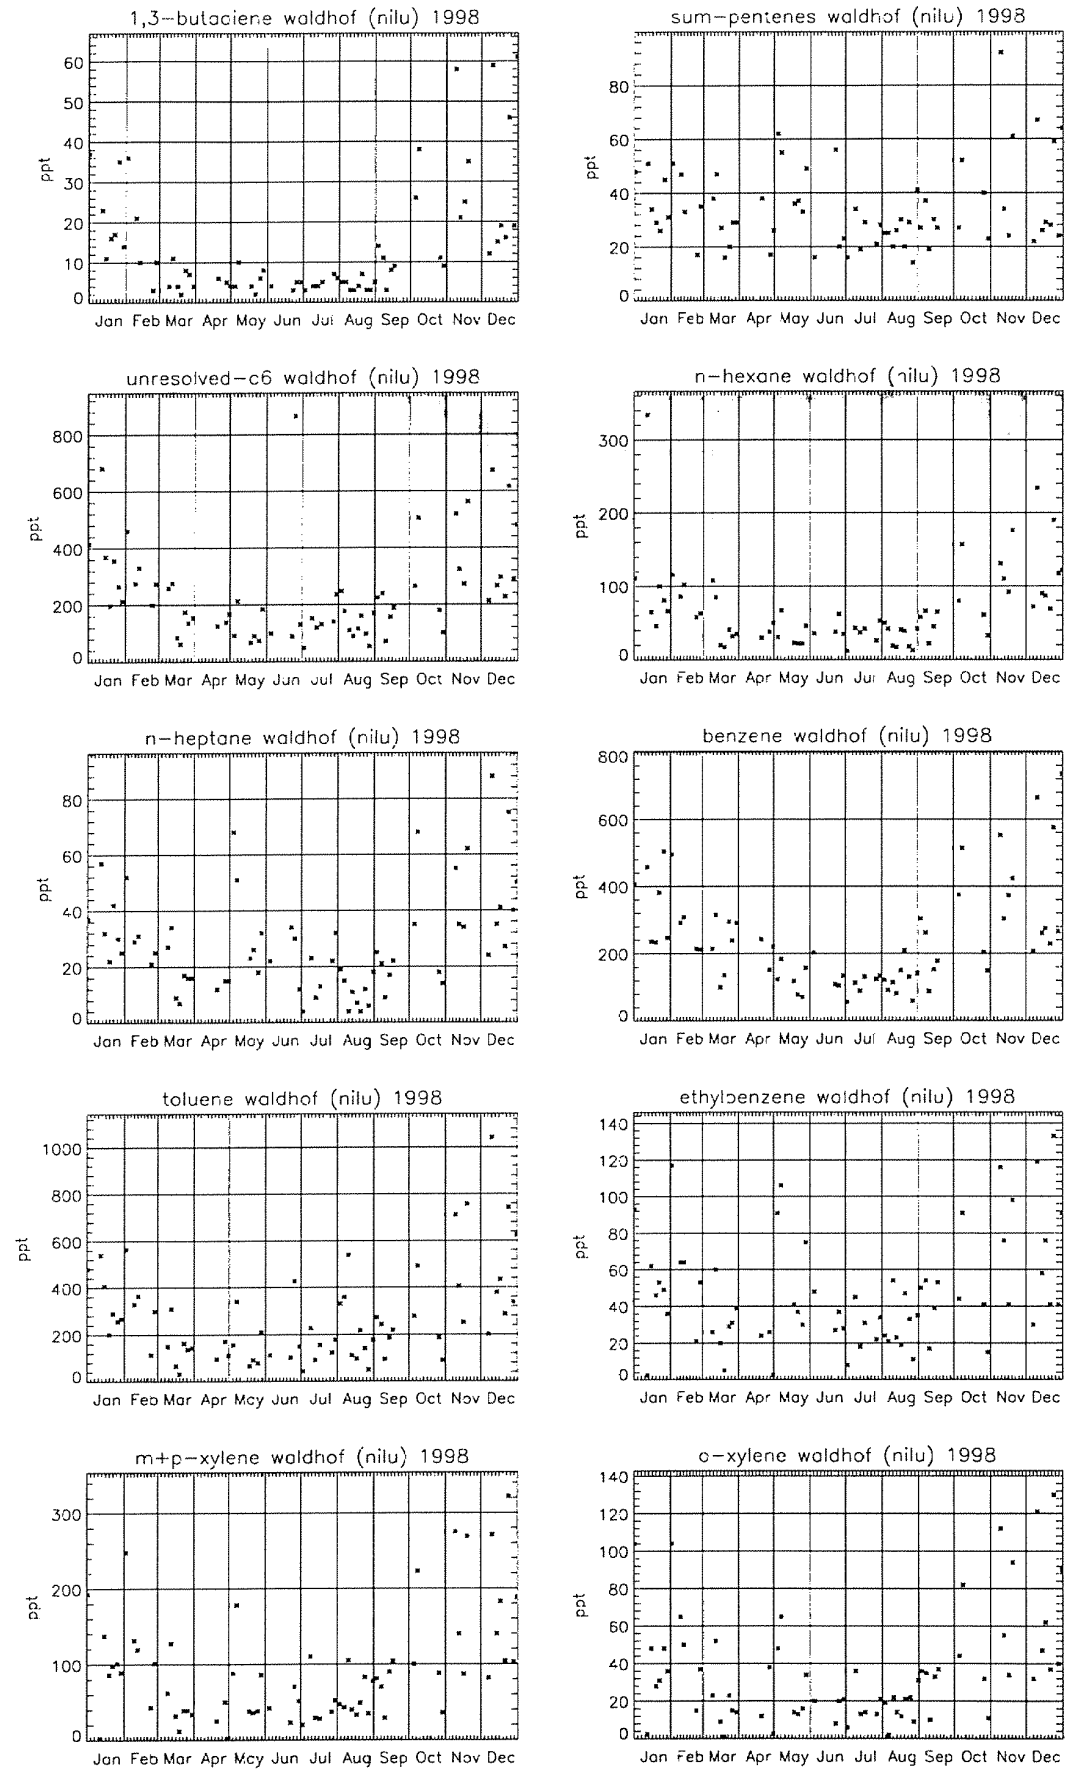 1,3-butaciene waldhof (nilu) 1998
60
50
40
30
20
10
0
ppt
Jan Feb Mar Apr May Jun Jul Aug Sep Oct Nov Dec
sum-pentenes waldhof (nilu) 1998
80
60
40
20
0
ppt
Jan Feb Mar Apr May Jun Jul Aug Sep Oct Nov Dec
unresolved-c6 waldhof (nilu) 1998
800
600
400
200
0
ppt
Jan Feb Mar Apr May Jun Jul Aug Sep Oct Nov Dec
n-hexane waldhof (nilu) 1998
300
200
100
0
ppt
Jan Feb Mar Apr May Jun Jul Aug Sep Oct Nov Dec
n-heptane waldhof (nilu) 1998
80
60
40
20
0
ppt
Jan Feb Mar Apr May Jun Jul Aug Sep Oct Nov Dec
benzene waldhof (nilu) 1998
800
600
400
200
0
ppt
Jan Feb Mar Apr May Jun Jul Aug Sep Oct Nov Dec
toluene waldhof (nilu) 1998
1000
800
600
400
200
0
ppt
Jan Feb Mar Apr May Jun Jul Aug Sep Oct Nov Dec
ethylbenzene waldhof (nilu) 1998
140
120
100
80
60
40
20
0
ppt
Jan Feb Mar Apr May Jun Jul Aug Sep Oct Nov Dec
m+p-xylene waldhof (nilu) 1998
300
200
100
0
ppt
Jan Feb Mar Apr May Jun Jul Aug Sep Oct Nov Dec
o-xylene waldhof (nilu) 1998
140
120
100
80
60
40
20
0
ppt
Jan Feb Mar Apr May Jun Jul Aug Sep Oct Nov Dec